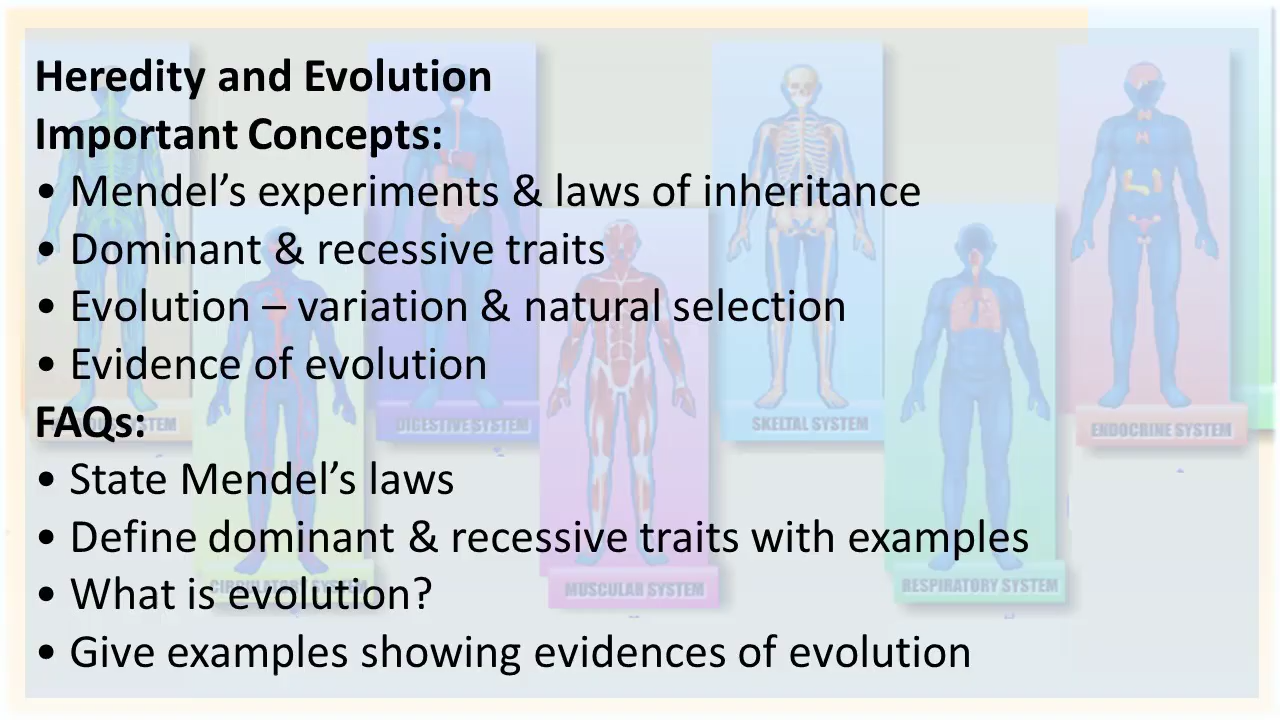 Heredity and Evolution
Important Concepts:
• Mendel’s experiments & laws of inheritance
• Dominant & recessive traits
• Evolution – variation & natural selection
• Evidence of evolution
FAQs:
• State Mendel’s laws
• Define dominant & recessive traits with examples
• What is evolution?
• Give examples showing evidences of evolution
DIGESTIVE SYSTEM
SKELTAL SYSTEM
ENDOCRINE SYSTEM
CIRCULATORY SYSTEM
MUSCULAR SYSTEM
RESPIRATORY SYSTEM